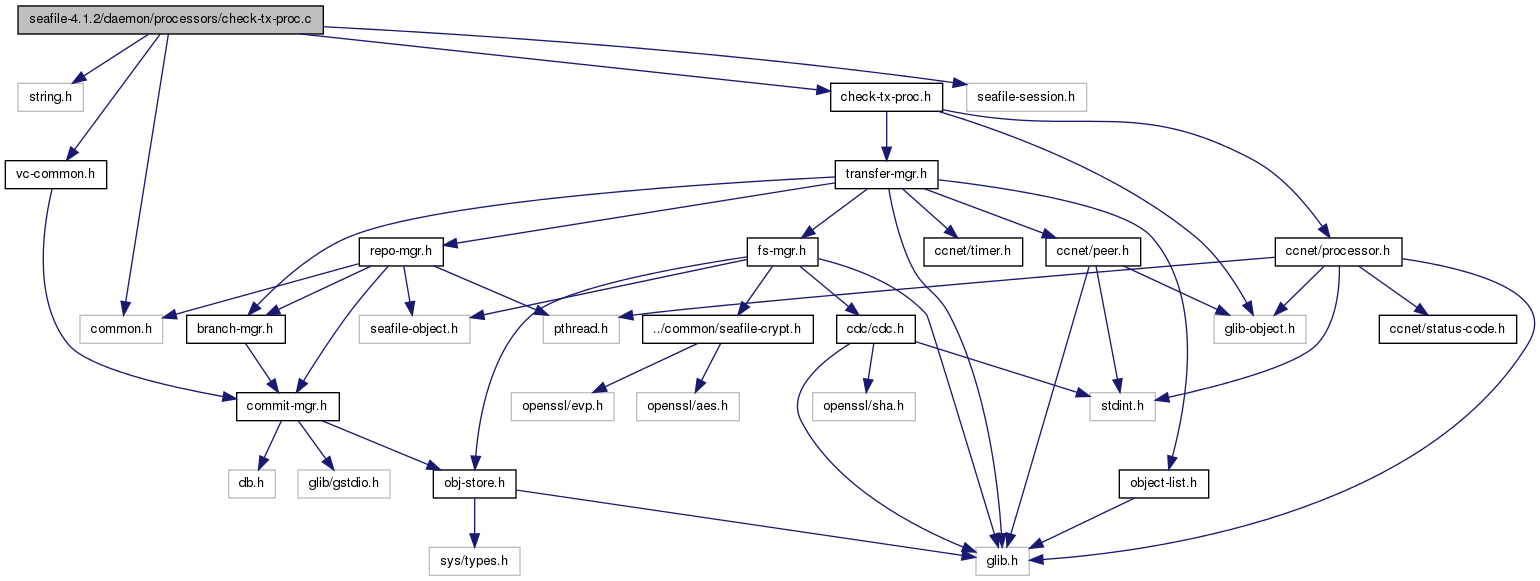 seafile-4.1.2/daemon/processors/check-tx-proc.c
string.h
check-tx-proc.h
seafile-session.h
vc-common.h
transfer-mgr.h
repo-mgr.h
fs-mgr.h
ccnet/timer.h
ccnet/peer.h
ccnet/processor.h
common.h
branch-mgr.h
seafile-object.h
pthread.h
../common/seafile-crypt.h
cdc/cdc.h
glib-object.h
ccnet/status-code.h
commit-mgr.h
openssl/evp.h
openssl/aes.h
openssl/sha.h
stdint.h
db.h
glib/gstdio.h
obj-store.h
object-list.h
sys/types.h
glib.h